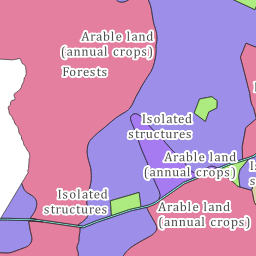 Arable land
(annual crops)
Forests
Isolated
structures
Arable land
(annual crops)
Isolated
structures
Arable land
(annual crops)